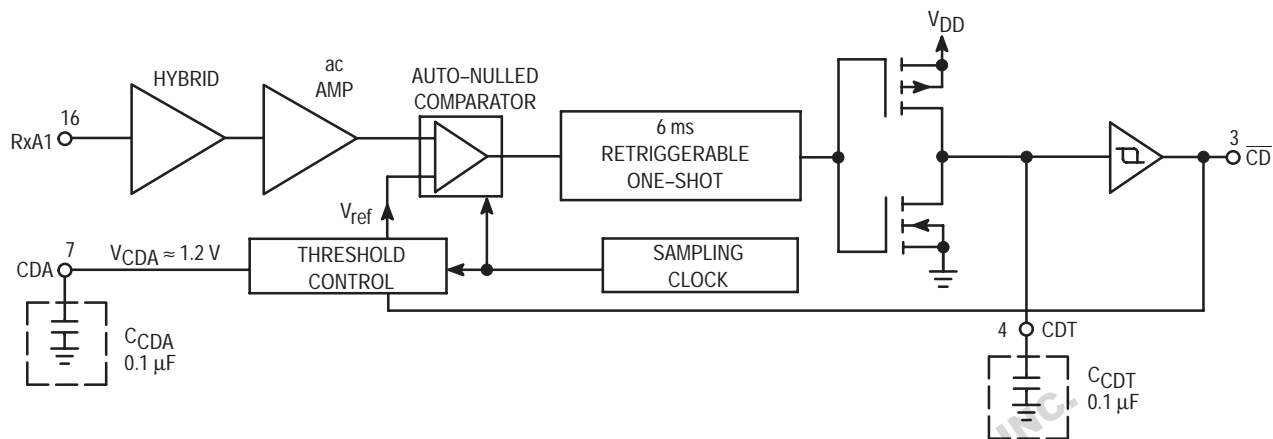 V_DD
HYBRID
ac
AMP
AUTO–NULLED
COMPARATOR
16
RxA1
6 ms
RETRIGGERABLE
ONE–SHOT
3
C̅D̅
V_ref
7
CDA
V_CDA ≈ 1.2 V
THRESHOLD
CONTROL
SAMPLING
CLOCK
C_CDA
0.1 µF
4
CDT
C_CDT
0.1 µF
INC.